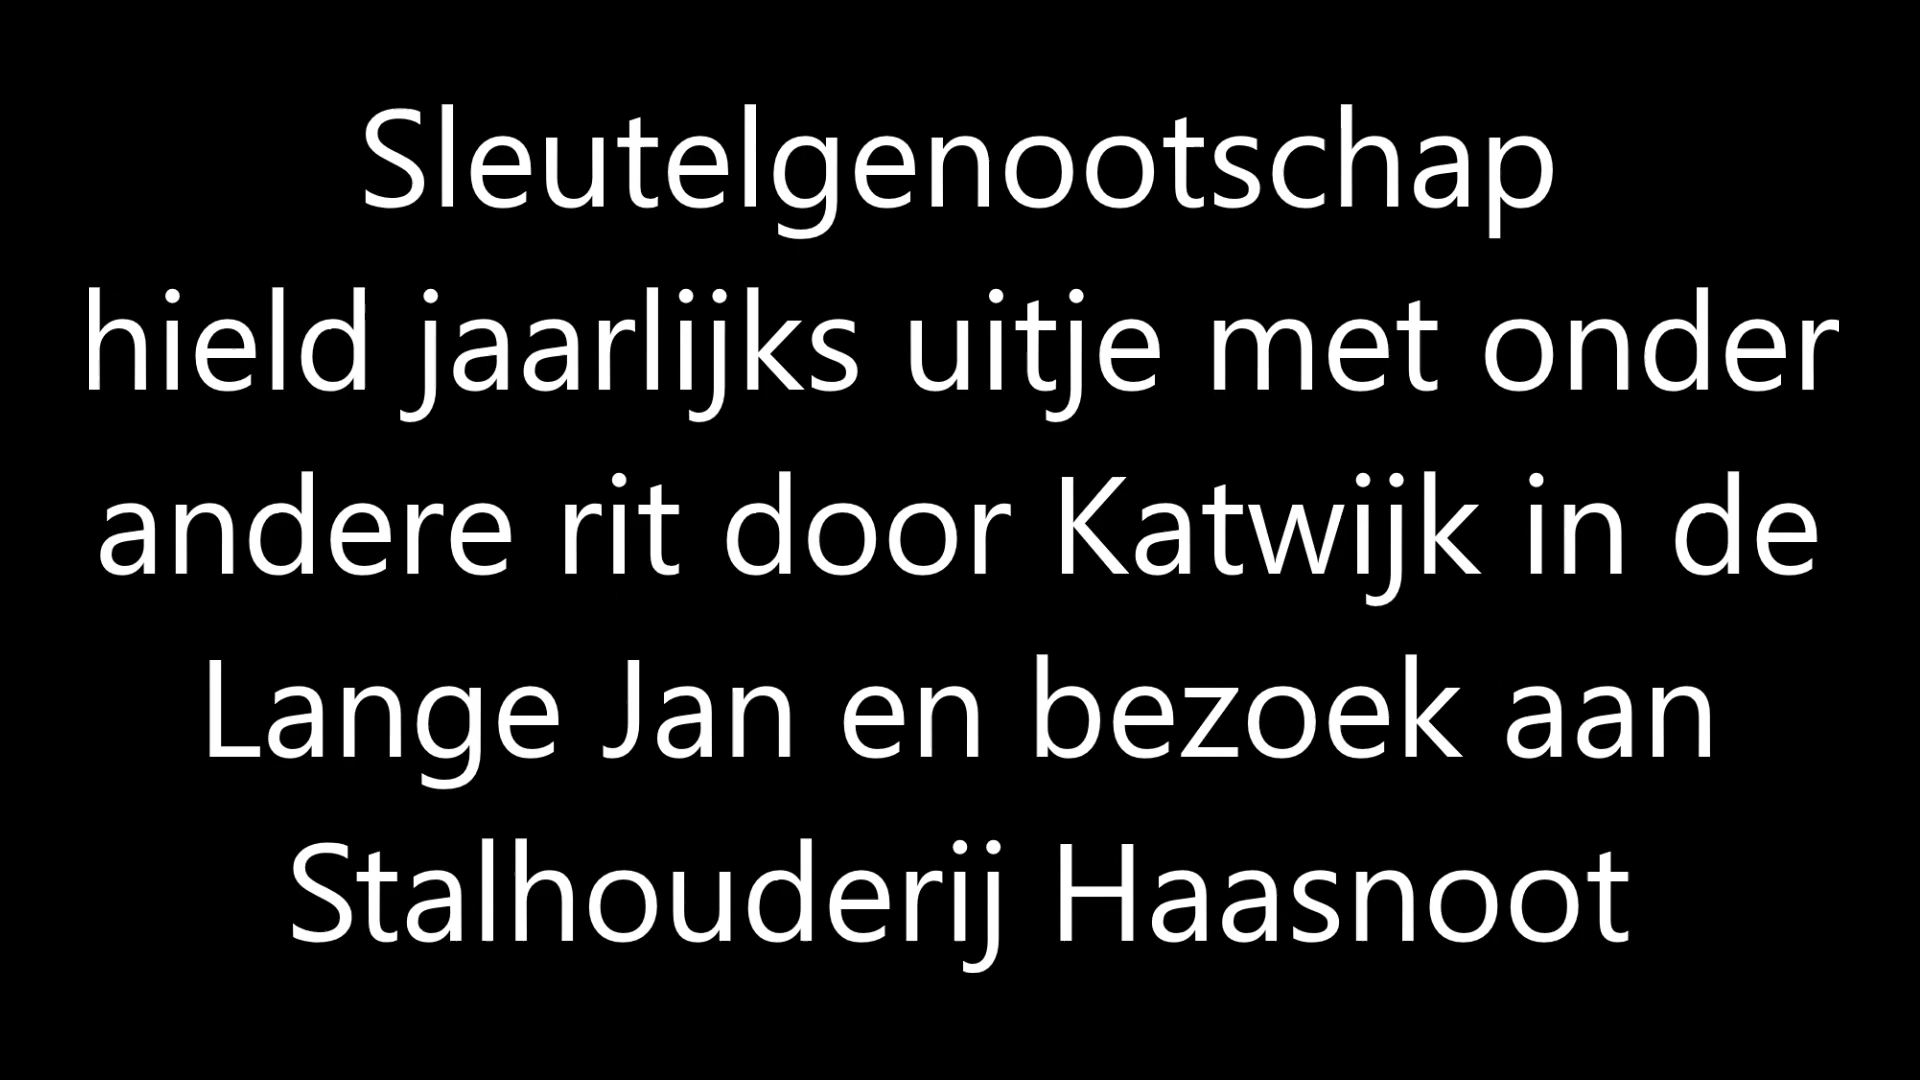 Sleutelgenootschap
hield jaarlijks uitje met onder
andere rit door Katwijk in de
Lange Jan en bezoek aan
Stalhouderij Haasnoot